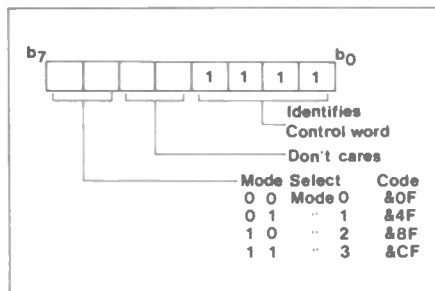 b7 b0
1 1 1 1
Identifies
Control word
Don't cares
Mode Select Code
0 0 Mode 0 &0F
0 1 " 1 &4F
1 0 " 2 &8F
1 1 " 3 &CF